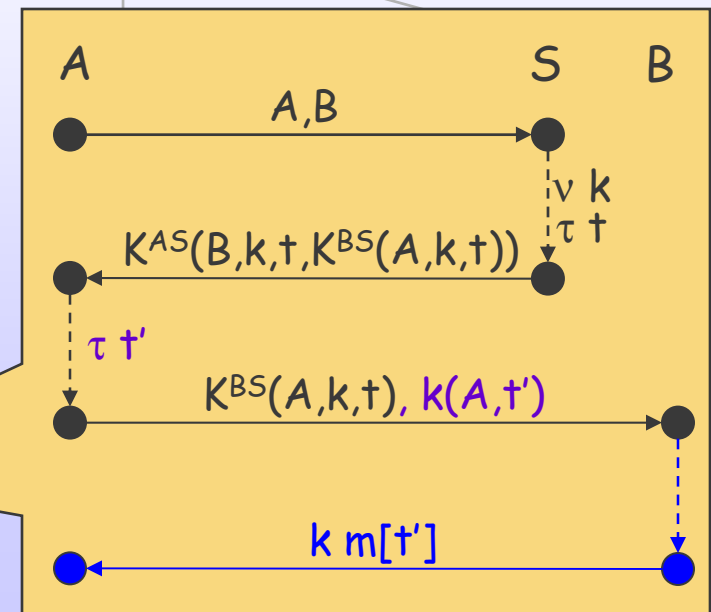 A S B
A,B
ν k
τ t
K^AS(B,k,t,K^BS(A,k,t))
τ t'
K^BS(A,k,t), k(A,t')
k m[t']